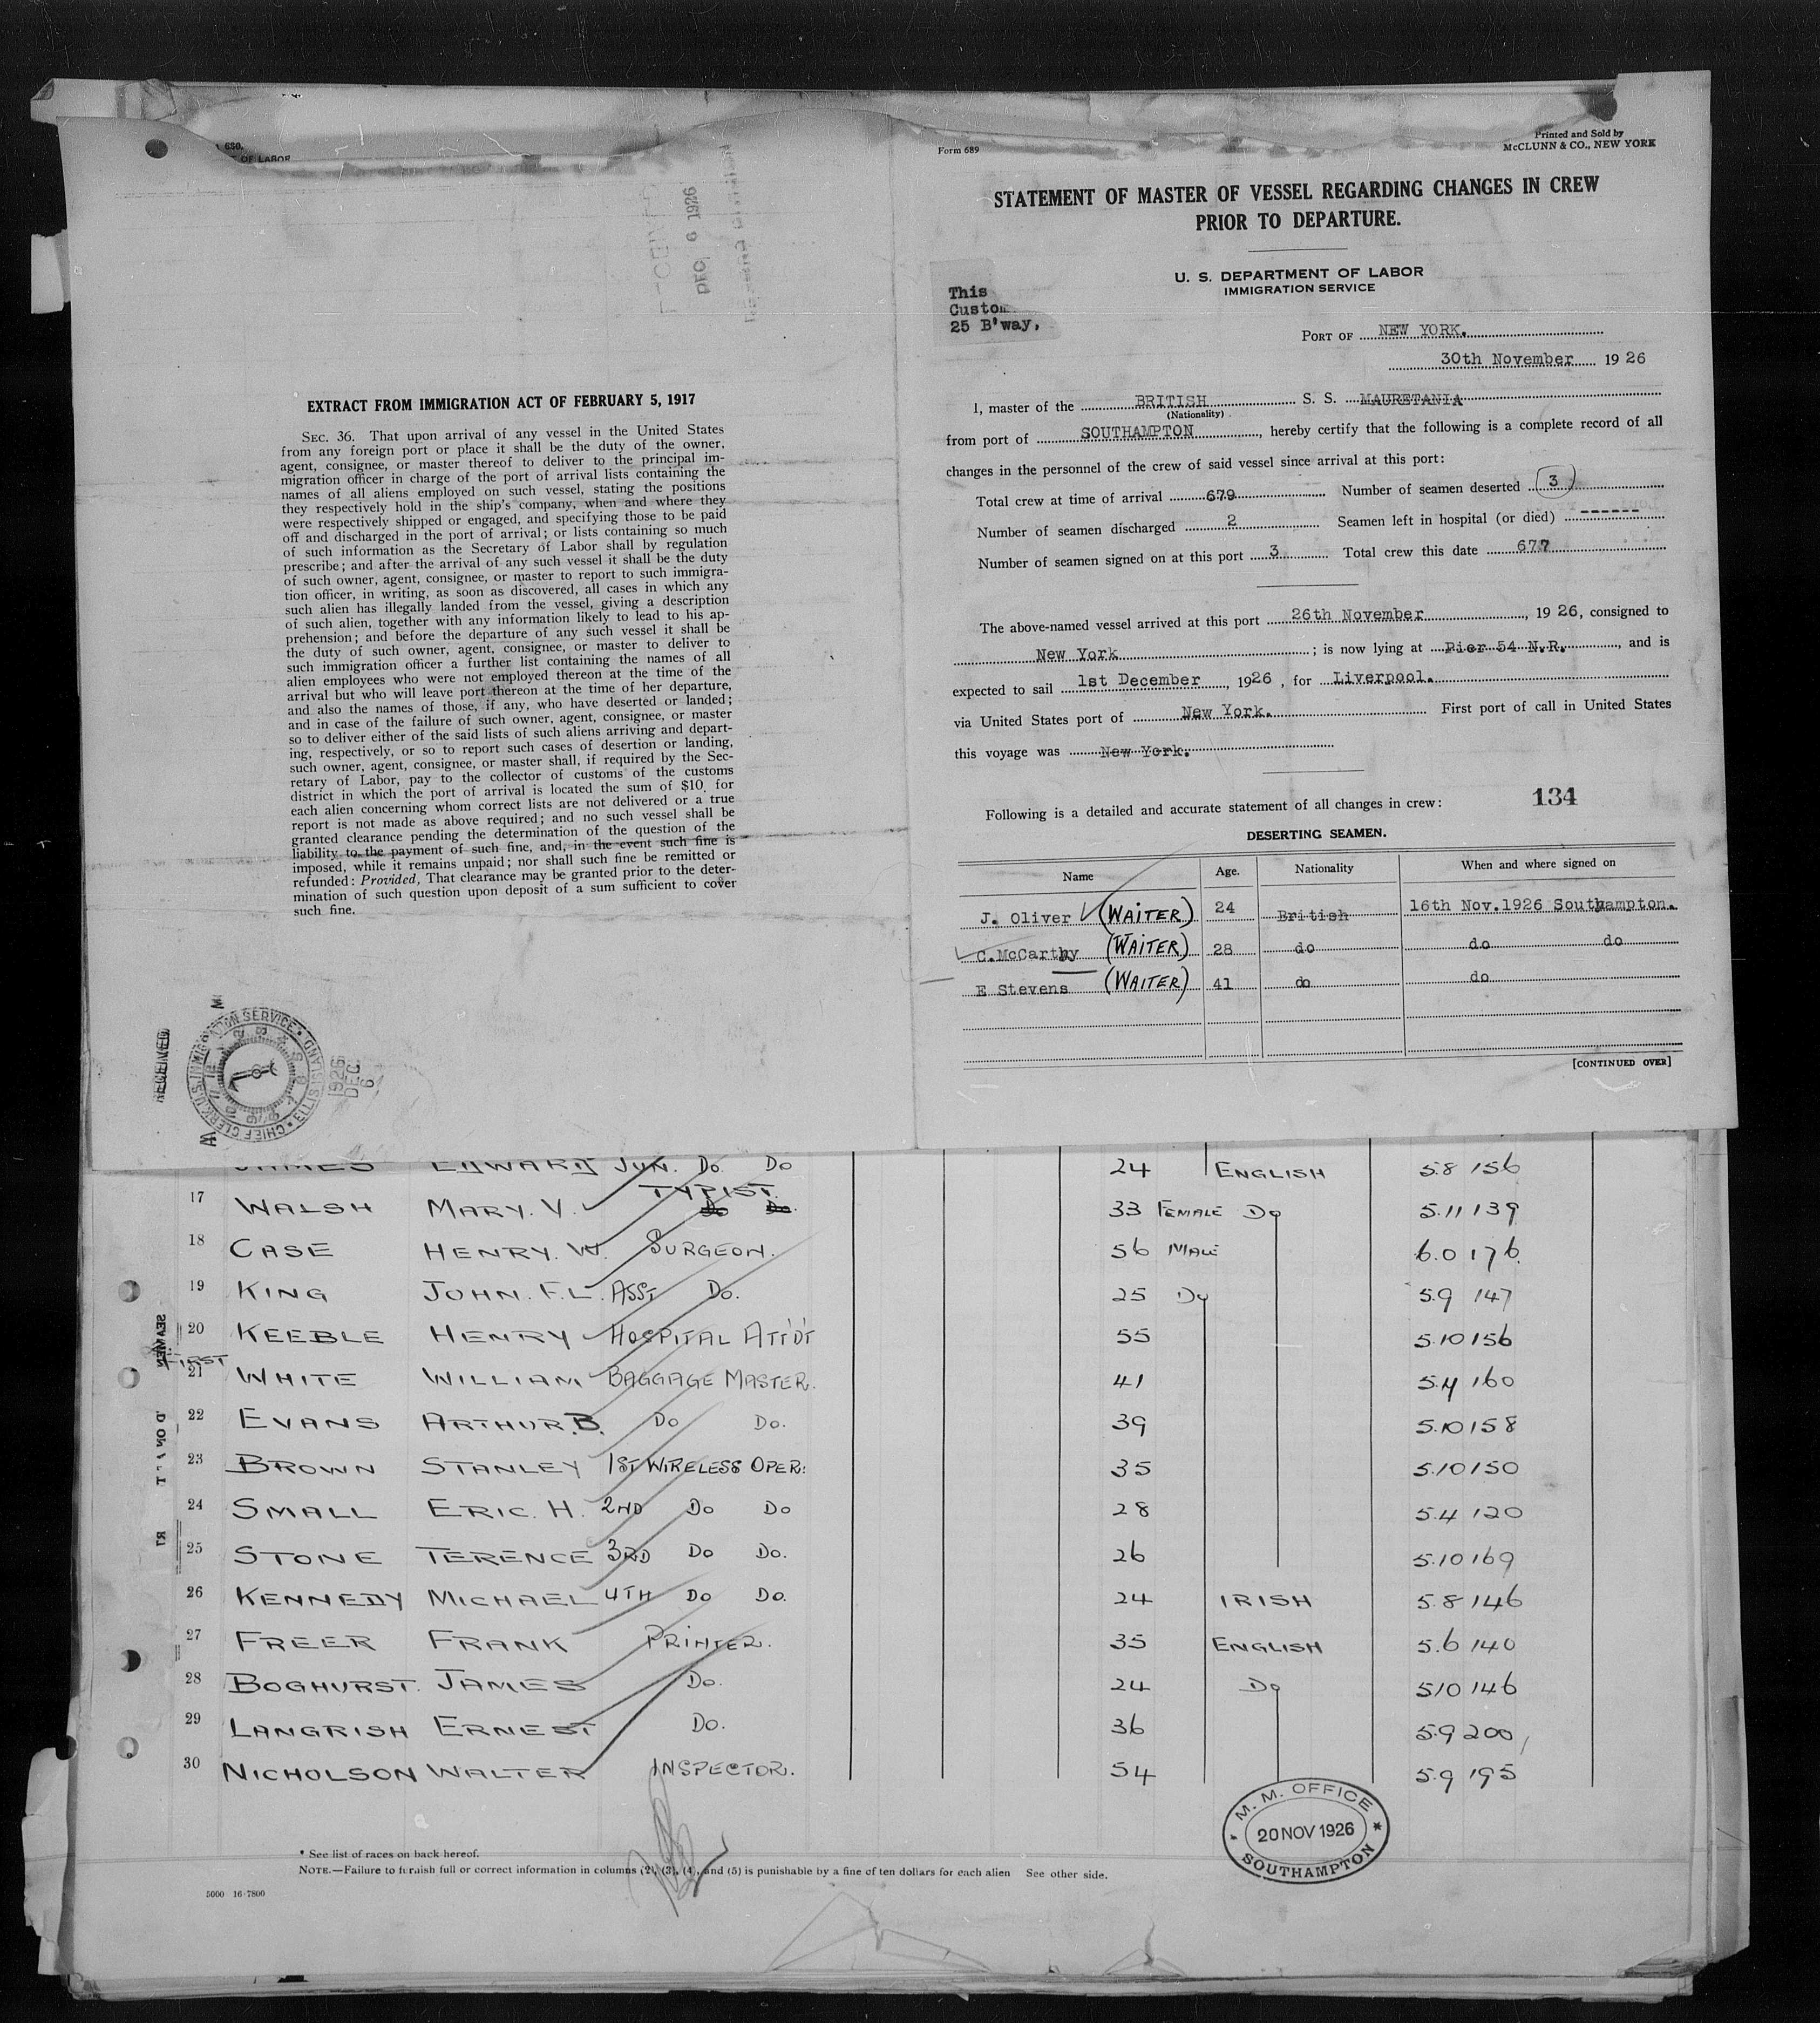 680.
OF LABOR
DEC 6 1926
EXTRACT FROM IMMIGRATION ACT OF FEBRUARY 5, 1917
SEC. 36. That upon arrival of any vessel in the United States
from any foreign port or place it shall be the duty of the owner,
agent, consignee, or master thereof to deliver to the principal im-
migration officer in charge of the port of arrival lists containing the
names of all aliens employed on such vessel, stating the positions
they respectively hold in the ship's company, when and where they
were respectively shipped or engaged, and specifying those to be paid
off and discharged in the port of arrival; or lists containing so much
of such information as the Secretary of Labor shall by regulation
prescribe; and after the arrival of any such vessel it shall be the duty
of such owner, agent, consignee, or master to report to such immigra-
tion officer, in writing, as soon as discovered, all cases in which any
such alien has illegally landed from the vessel, giving a description
of such alien, together with any information likely to lead to his ap-
prehension; and before the departure of any such vessel it shall be
the duty of such owner, agent, consignee, or master to deliver to
such immigration officer a further list containing the names of all
alien employees who were not employed thereon at the time of the
arrival but who will leave port thereon at the time of her departure,
and also the names of those, if any, who have deserted or landed;
and in case of the failure of such owner, agent, consignee, or master
so to deliver either of the said lists of such aliens arriving and depart-
ing, respectively, or so to report such cases of desertion or landing,
such owner, agent, consignee, or master shall, if required by the Sec-
retary of Labor, pay to the collector of customs of the customs
district in which the port of arrival is located the sum of $10 for
each alien concerning whom correct lists are not delivered or a true
report is not made as above required; and no such vessel shall be
granted clearance pending the determination of the question of the
liability to the payment of such fine, and, in the event such fine is
imposed, while it remains unpaid; nor shall such fine be remitted or
refunded: Provided, That clearance may be granted prior to the deter-
mination of such question upon deposit of a sum sufficient to cover
such fine.
RECEIVED
CHIEF CLERK U.S. IMMIGRATION SERVICE ELLIS ISLAND
1926 DEC 6
Form 689
Printed and Sold by
McCLUNN & CO., NEW YORK
STATEMENT OF MASTER OF VESSEL REGARDING CHANGES IN CREW
PRIOR TO DEPARTURE.
U. S. DEPARTMENT OF LABOR
IMMIGRATION SERVICE
This
Custom
25 B'way,
PORT OF NEW YORK.
30th November 1926
I, master of the BRITISH S. S. MAURETANIA
(Nationality)
from port of SOUTHAMPTON, hereby certify that the following is a complete record of all
changes in the personnel of the crew of said vessel since arrival at this port:
Total crew at time of arrival 679 Number of seamen deserted 3
Number of seamen discharged 2 Seamen left in hospital (or died) ------
Number of seamen signed on at this port 3 Total crew this date 677
The above-named vessel arrived at this port 26th November, 1926, consigned to
New York; is now lying at Pier 54 N.R., and is
expected to sail 1st December, 1926, for Liverpool.
via United States port of New York. First port of call in United States
this voyage was New York.
Following is a detailed and accurate statement of all changes in crew: 134
DESERTING SEAMEN.
Name Age. Nationality When and where signed on
J. Oliver (WAITER) 24 British 16th Nov.1926 Southampton.
C.McCarthy (WAITER) 28 do do do
E Stevens (WAITER) 41 do do
[CONTINUED OVER]
JAMES EDWARD JUN. DO. DO 24 ENGLISH 5.8 156
17 WALSH MARY. V. TYPIST. DO DO. 33 FEMALE DO 5.11 139
18 CASE HENRY. W. SURGEON. 56 MALE 6.0 176
19 KING JOHN. F.L. ASST DO. 25 DO 5.9 147
20 KEEBLE HENRY HOSPITAL ATT'D'T 55 5.10 156
FIRST
21 WHITE WILLIAM BAGGAGE MASTER. 41 160
22 EVANS ARTHUR.B. DO DO. 39 5.10 158
23 BROWN STANLEY 1ST WIRELESS OPER: 35 5.10 150
24 SMALL ERIC. H. 2ND DO DO 28 5.4 120
25 STONE TERENCE 3RD DO DO. 26 5.10 169
26 KENNEDY MICHAEL 4TH DO DO. 24 IRISH 5.8 146
27 FREER FRANK PRINTER. 35 ENGLISH 5.6 140
28 BOGHURST. JAMES DO. 24 DO 5.10 146
29 LANGRISH ERNEST DO. 36 5.9 200
30 NICHOLSON WALTER INSPECTOR. 54 5.9 195
M. M. OFFICE
20 NOV 1926
SOUTHAMPTON
* See list of races on back hereof.
NOTE.—Failure to furnish full or correct information in columns (2), (3), (4), and (5) is punishable by a fine of ten dollars for each alien See other side.
5000 16-7800